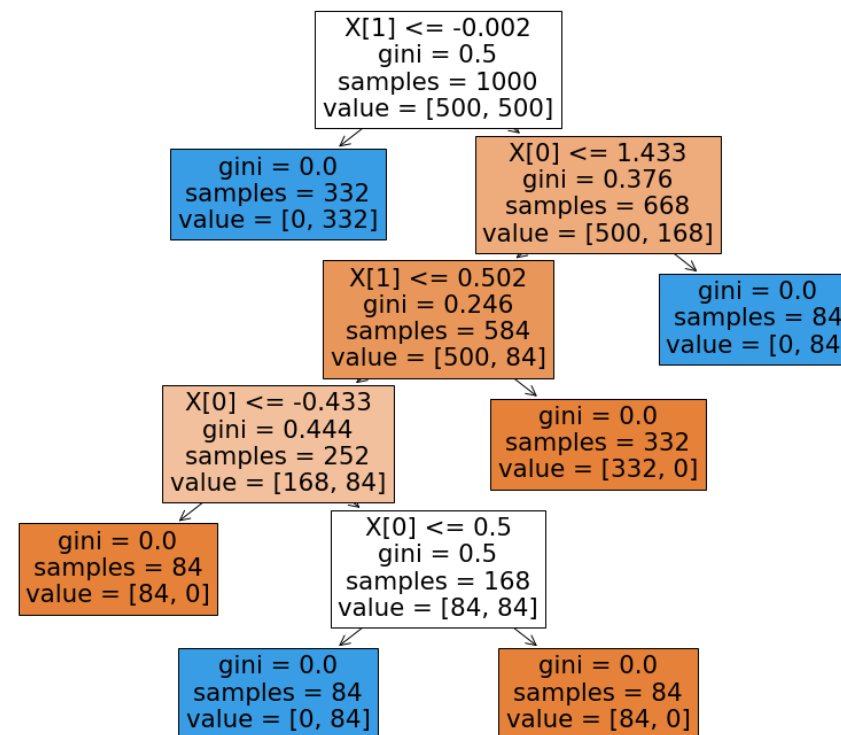 X[1] <= -0.002
gini = 0.5
samples = 1000
value = [500, 500]
gini = 0.0
samples = 332
value = [0, 332]
X[0] <= 1.433
gini = 0.376
samples = 668
value = [500, 168]
X[1] <= 0.502
gini = 0.246
samples = 584
value = [500, 84]
gini = 0.0
samples = 84
value = [0, 84
X[0] <= -0.433
gini = 0.444
samples = 252
value = [168, 84]
gini = 0.0
samples = 332
value = [332, 0]
gini = 0.0
samples = 84
value = [84, 0]
X[0] <= 0.5
gini = 0.5
samples = 168
value = [84, 84]
gini = 0.0
samples = 84
value = [0, 84]
gini = 0.0
samples = 84
value = [84, 0]